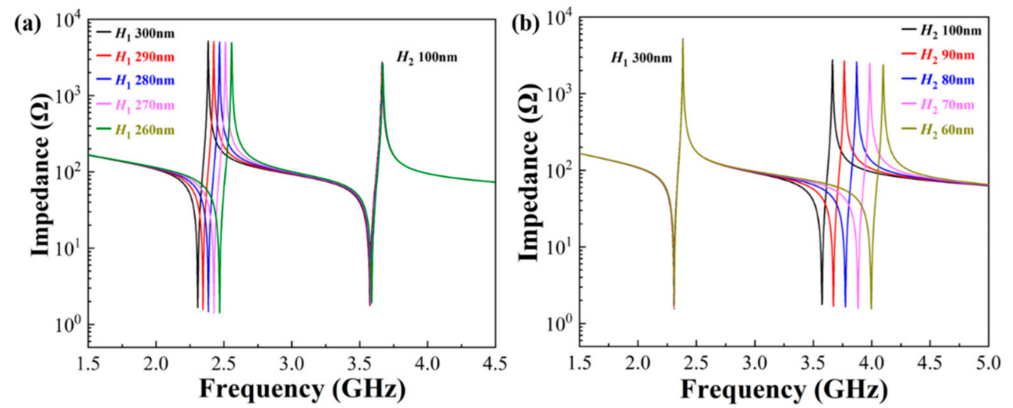 (a)
H₁ 300nm
H₁ 290nm
H₁ 280nm
H₁ 270nm
H₁ 260nm
H₂ 100nm
10⁴
10³
10²
10¹
10⁰
Impedance (Ω)
1.5 2.0 2.5 3.0 3.5 4.0 4.5
Frequency (GHz)
(b)
H₁ 300nm
H₂ 100nm
H₂ 90nm
H₂ 80nm
H₂ 70nm
H₂ 60nm
10⁴
10³
10²
10¹
10⁰
Impedance (Ω)
1.5 2.0 2.5 3.0 3.5 4.0 4.5 5.0
Frequency (GHz)